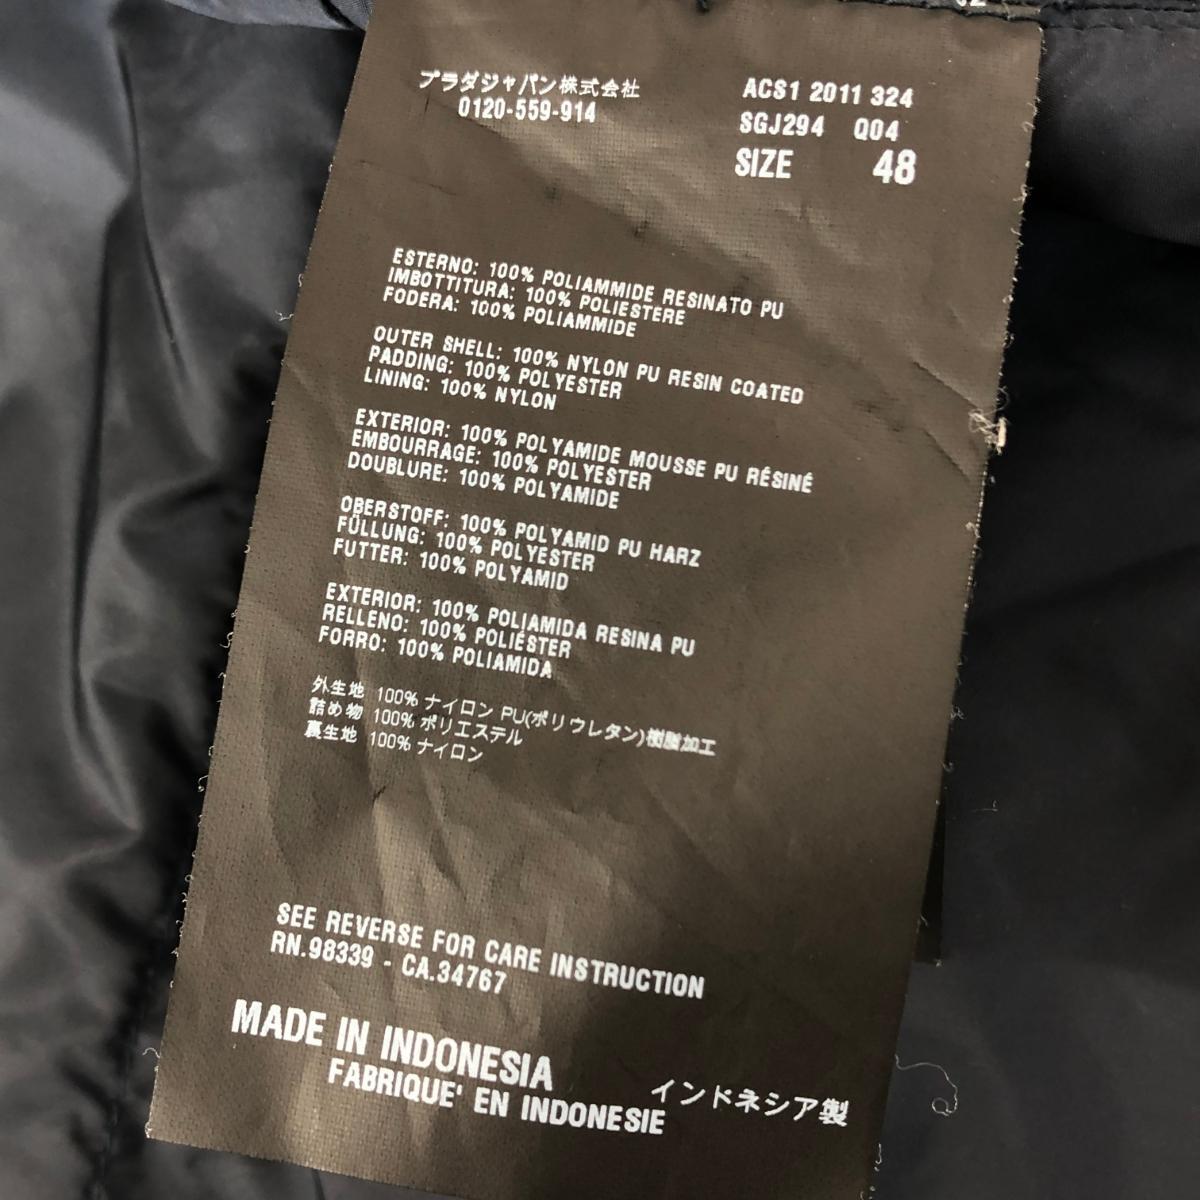 プラダジャパン株式会社
0120-559-914
ACS1 2011 324
SGJ294 Q04
SIZE 48
ESTERNO: 100% POLIAMMIDE RESINATO PU
IMBOTTITURA: 100% POLIESTERE
FODERA: 100% POLIAMMIDE
OUTER SHELL: 100% NYLON PU RESIN COATED
PADDING: 100% POLYESTER
LINING: 100% NYLON
EXTERIOR: 100% POLYAMIDE MOUSSE PU RÉSINÉ
EMBOURRAGE: 100% POLYESTER
DOUBLURE: 100% POLYAMIDE
OBERSTOFF: 100% POLYAMID PU HARZ
FÜLLUNG: 100% POLYESTER
FUTTER: 100% POLYAMID
EXTERIOR: 100% POLIAMIDA RESINA PU
RELLENO: 100% POLIÉSTER
FORRO: 100% POLIAMIDA
外生地 100% ナイロン PU(ポリウレタン)樹脂加工
詰め物 100% ポリエステル
裏生地 100% ナイロン
SEE REVERSE FOR CARE INSTRUCTION
RN.98339 - CA.34767
MADE IN INDONESIA
FABRIQUE' EN INDONESIE
インドネシア製